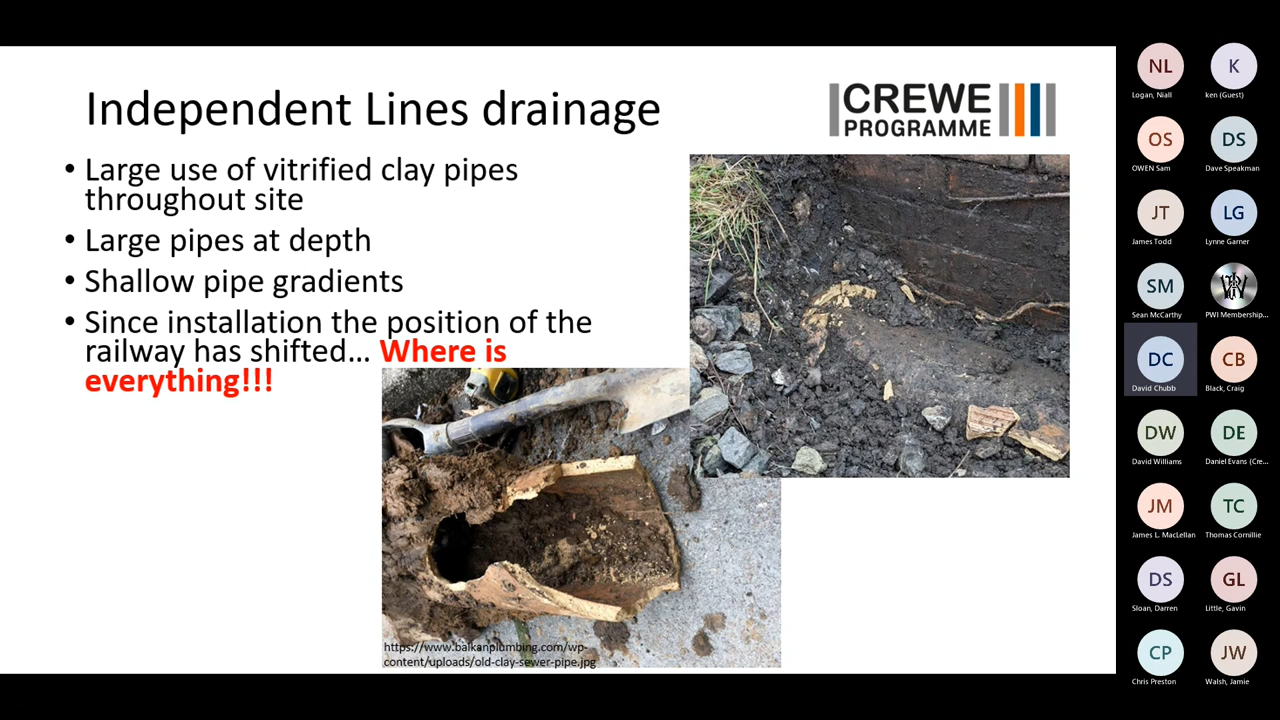 Independent Lines drainage
CREWE
PROGRAMME
• Large use of vitrified clay pipes
throughout site
• Large pipes at depth
• Shallow pipe gradients
• Since installation the position of the
railway has shifted... Where is
everything!!!
https://www.balkanplumbing.com/wp-
content/uploads/old-clay-sewer-pipe.jpg
NL
K
Logan, Niall
ken (Guest)
OS
DS
OWEN Sam
Dave Speakman
JT
LG
James Todd
Lynne Garner
SM
Sean McCarthy
PWI Membership...
DC
CB
David Chubb
Black, Craig
DW
DE
David Williams
Daniel Evans (Cre...
JM
TC
James L. MacLellan
Thomas Cornillie
DS
GL
Sloan, Darren
Little, Gavin
CP
JW
Chris Preston
Walsh, Jamie